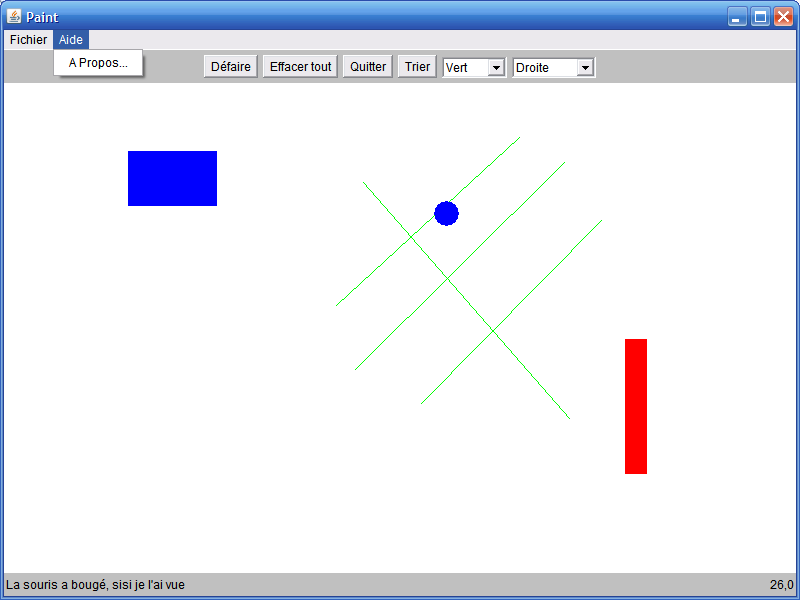 Paint
Fichier Aide
A Propos...
Défaire Effacer tout Quitter Trier Vert Droite
La souris a bougé, sisi je l'ai vue 26,0